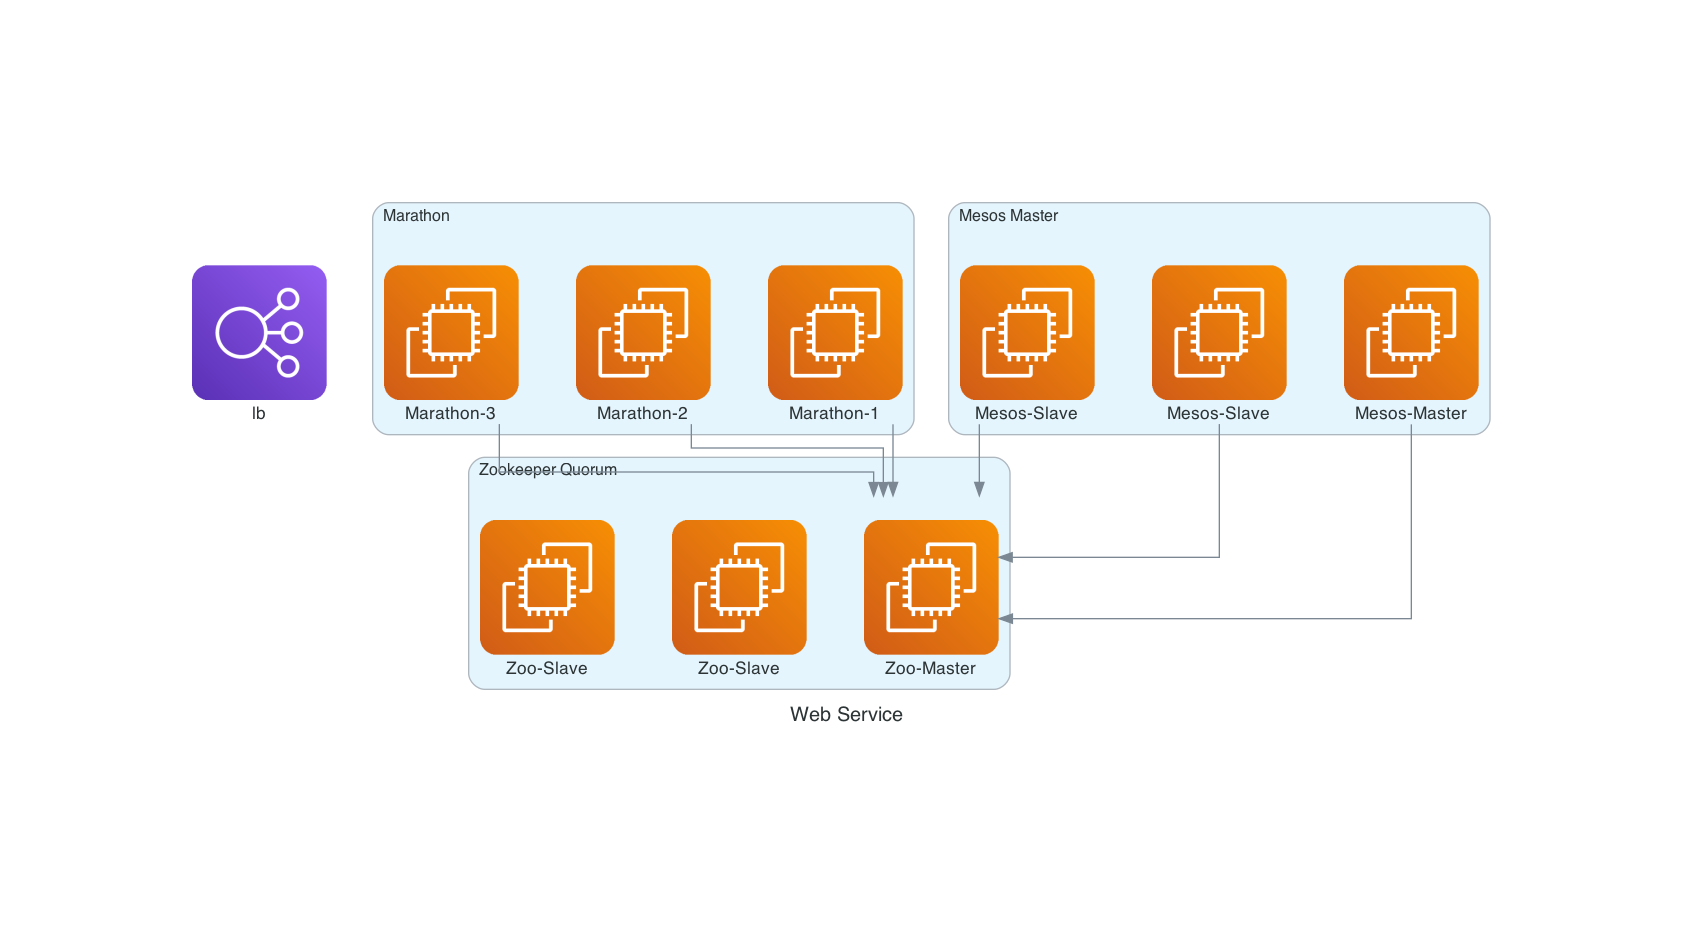 Marathon
Mesos Master
lb
Marathon-3
Marathon-2
Marathon-1
Mesos-Slave
Mesos-Slave
Mesos-Master
Zookeeper Quorum
Zoo-Slave
Zoo-Slave
Zoo-Master
Web Service